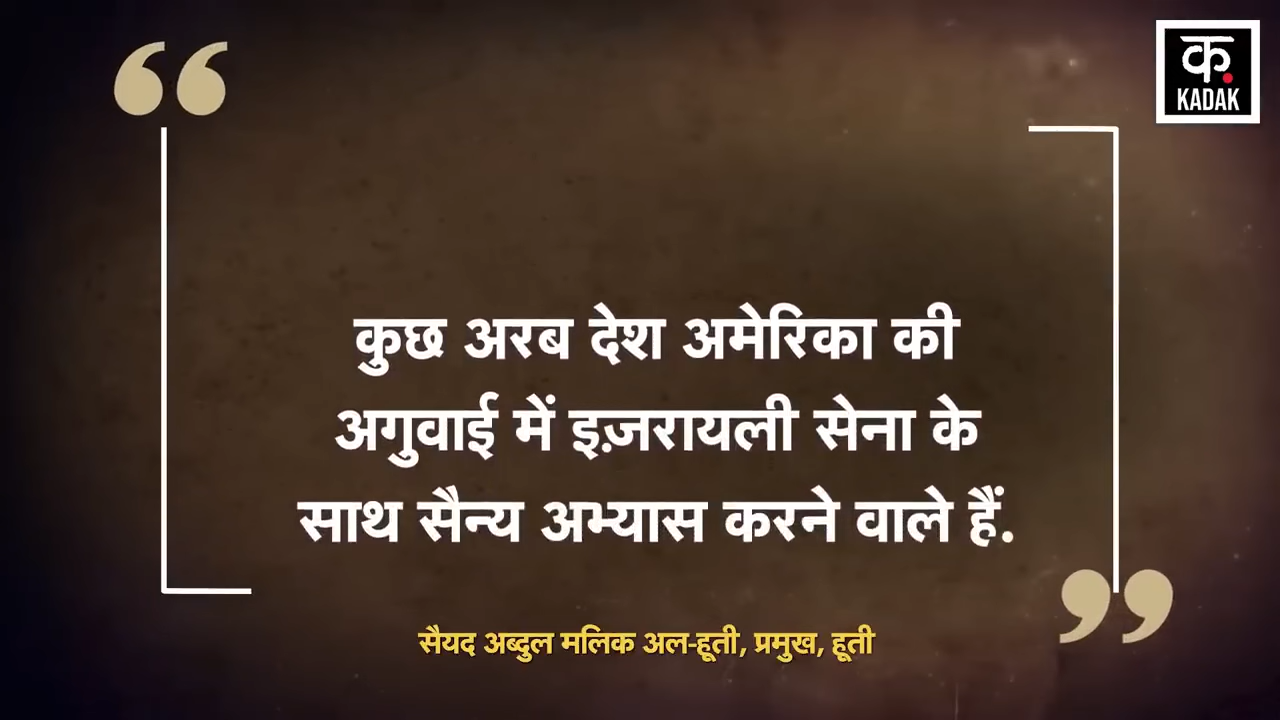 क
KADAK
कुछ अरब देश अमेरिका की
अगुवाई में इज़रायली सेना के
साथ सैन्य अभ्यास करने वाले हैं.
सैयद अब्दुल मलिक अल-हूती, प्रमुख, हूती